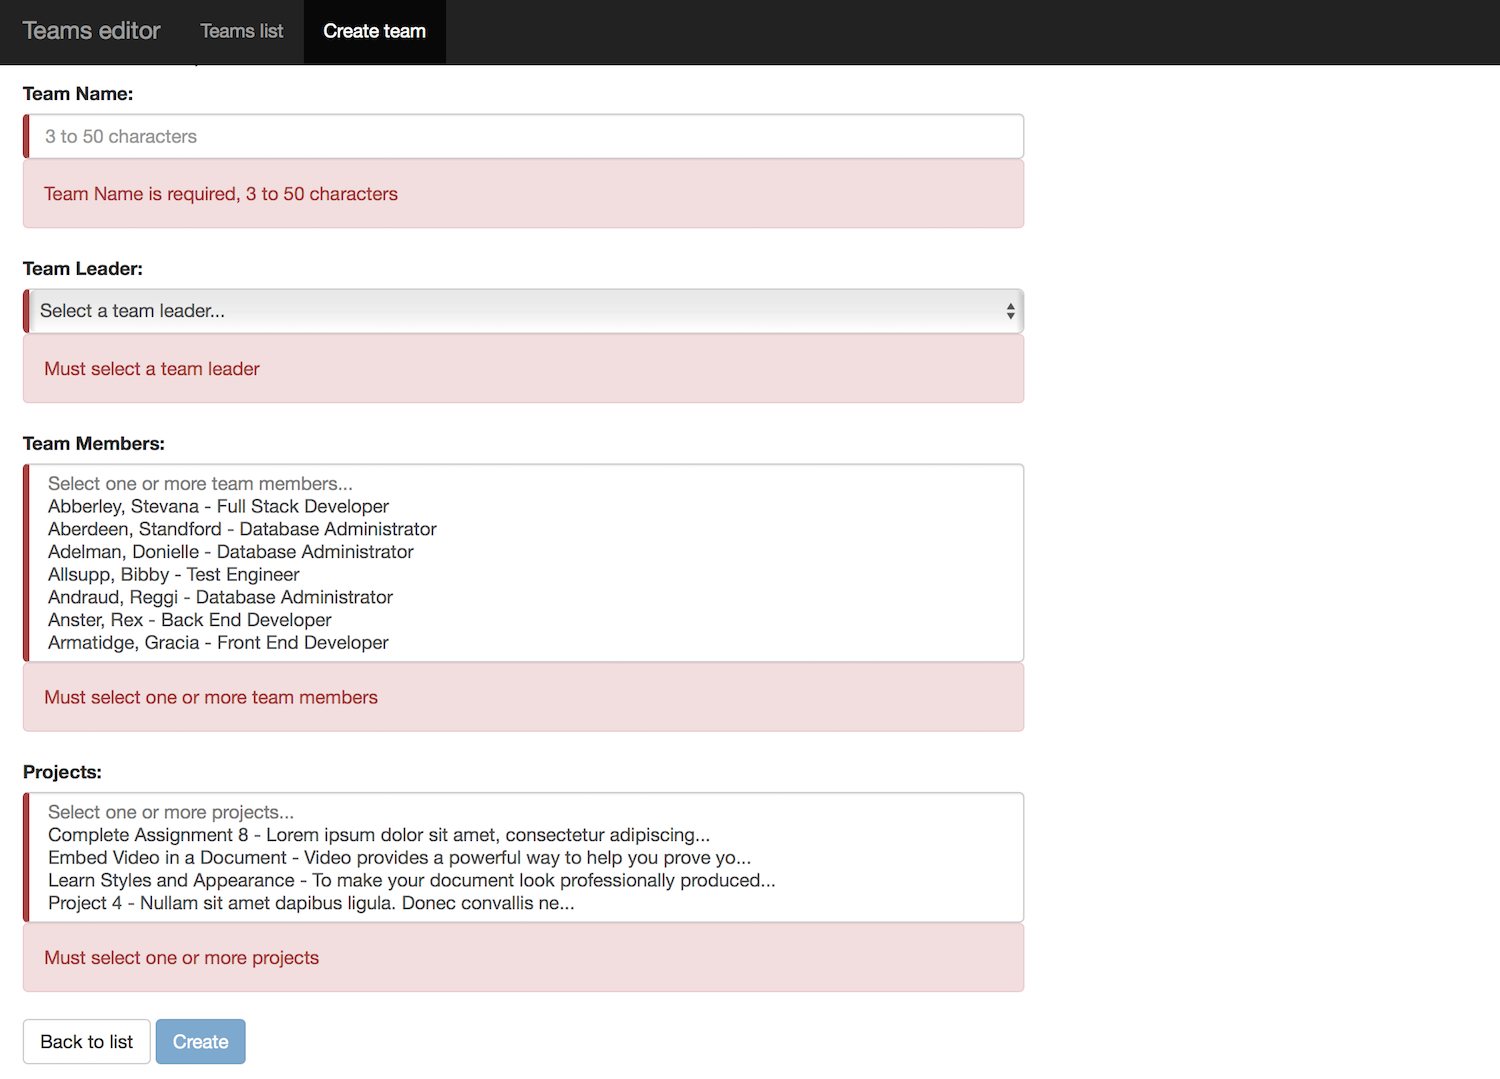 Teams editor Teams list Create team
Team Name:
3 to 50 characters
Team Name is required, 3 to 50 characters
Team Leader:
Select a team leader...
Must select a team leader
Team Members:
Select one or more team members...
Abberley, Stevana - Full Stack Developer
Aberdeen, Standford - Database Administrator
Adelman, Donielle - Database Administrator
Allsupp, Bibby - Test Engineer
Andraud, Reggi - Database Administrator
Anster, Rex - Back End Developer
Armatidge, Gracia - Front End Developer
Must select one or more team members
Projects:
Select one or more projects...
Complete Assignment 8 - Lorem ipsum dolor sit amet, consectetur adipiscing...
Embed Video in a Document - Video provides a powerful way to help you prove yo...
Learn Styles and Appearance - To make your document look professionally produced...
Project 4 - Nullam sit amet dapibus ligula. Donec convallis ne...
Must select one or more projects
Back to list Create